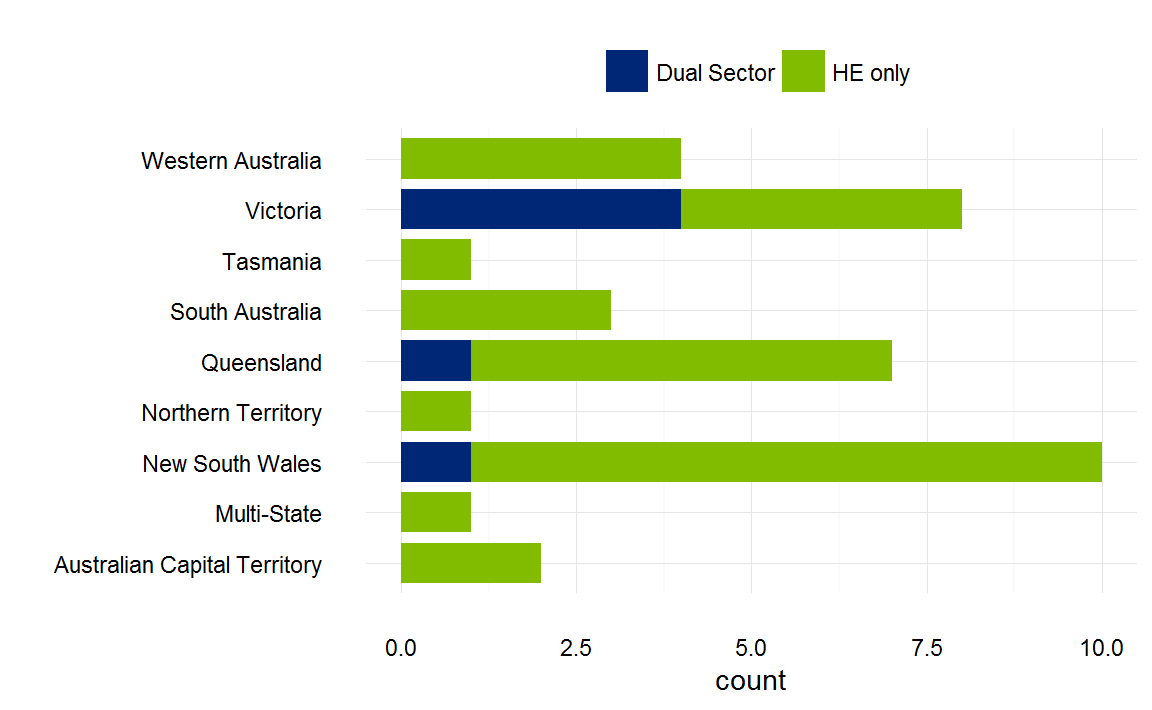 Dual Sector HE only
Western Australia
Victoria
Tasmania
South Australia
Queensland
Northern Territory
New South Wales
Multi-State
Australian Capital Territory
0.0 2.5 5.0 7.5 10.0
count